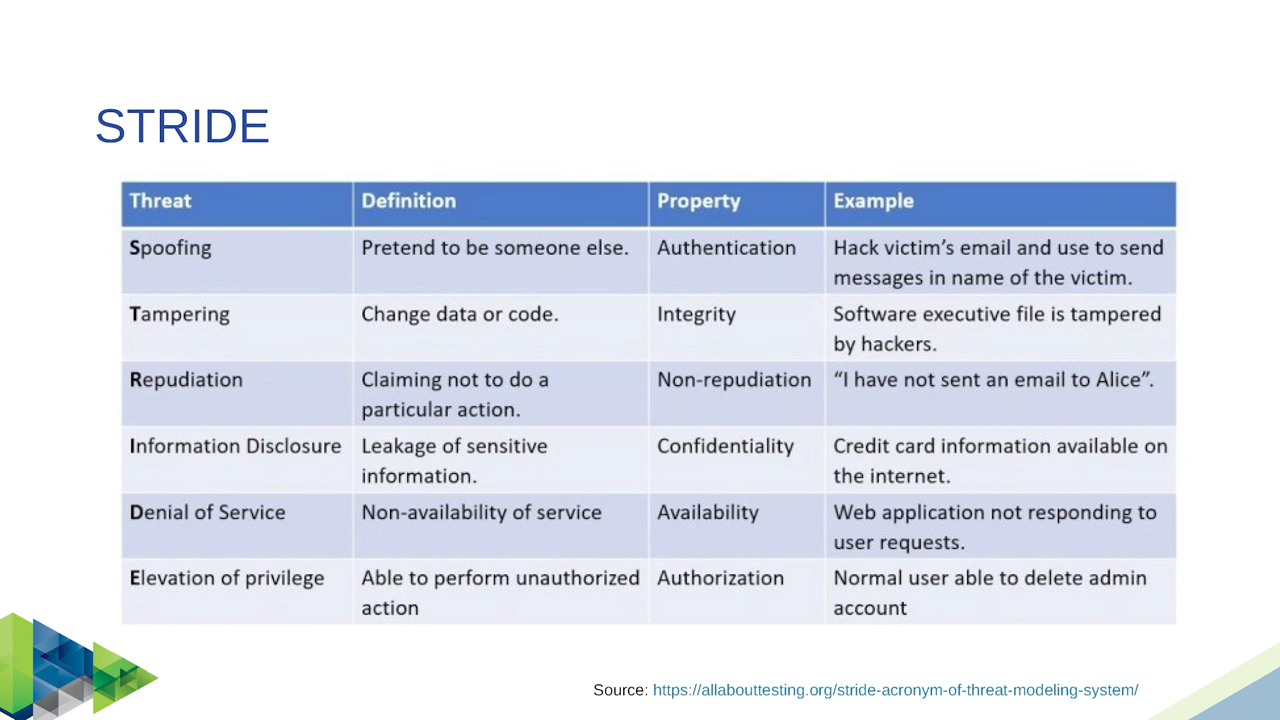 STRIDE
Threat Definition Property Example
Spoofing Pretend to be someone else. Authentication Hack victim’s email and use to send
messages in name of the victim.
Tampering Change data or code. Integrity Software executive file is tampered
by hackers.
Repudiation Claiming not to do a Non-repudiation “I have not sent an email to Alice”.
particular action.
Information Disclosure Leakage of sensitive Confidentiality Credit card information available on
information. the internet.
Denial of Service Non-availability of service Availability Web application not responding to
user requests.
Elevation of privilege Able to perform unauthorized Authorization Normal user able to delete admin
action account
Source: https://allabouttesting.org/stride-acronym-of-threat-modeling-system/